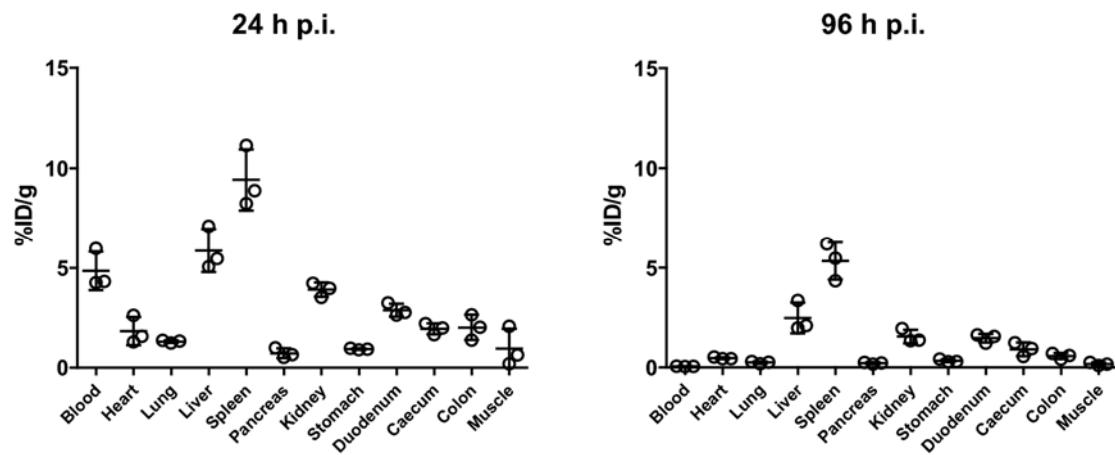 24 h p.i.
15
10
5
0
%ID/g
Blood
Heart
Lung
Liver
Spleen
Pancreas
Kidney
Stomach
Duodenum
Caecum
Colon
Muscle
96 h p.i.
15
10
5
0
%ID/g
Blood
Heart
Lung
Liver
Spleen
Pancreas
Kidney
Stomach
Duodenum
Caecum
Colon
Muscle